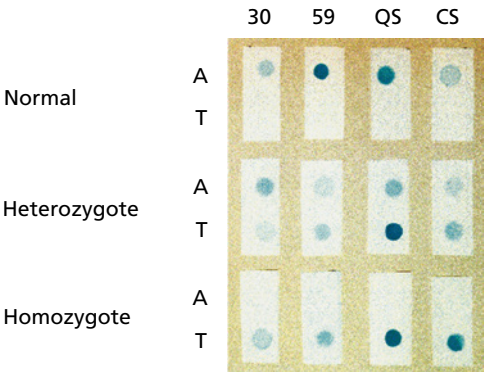 30 59 QS CS
Normal A
T
Heterozygote A
T
Homozygote A
T